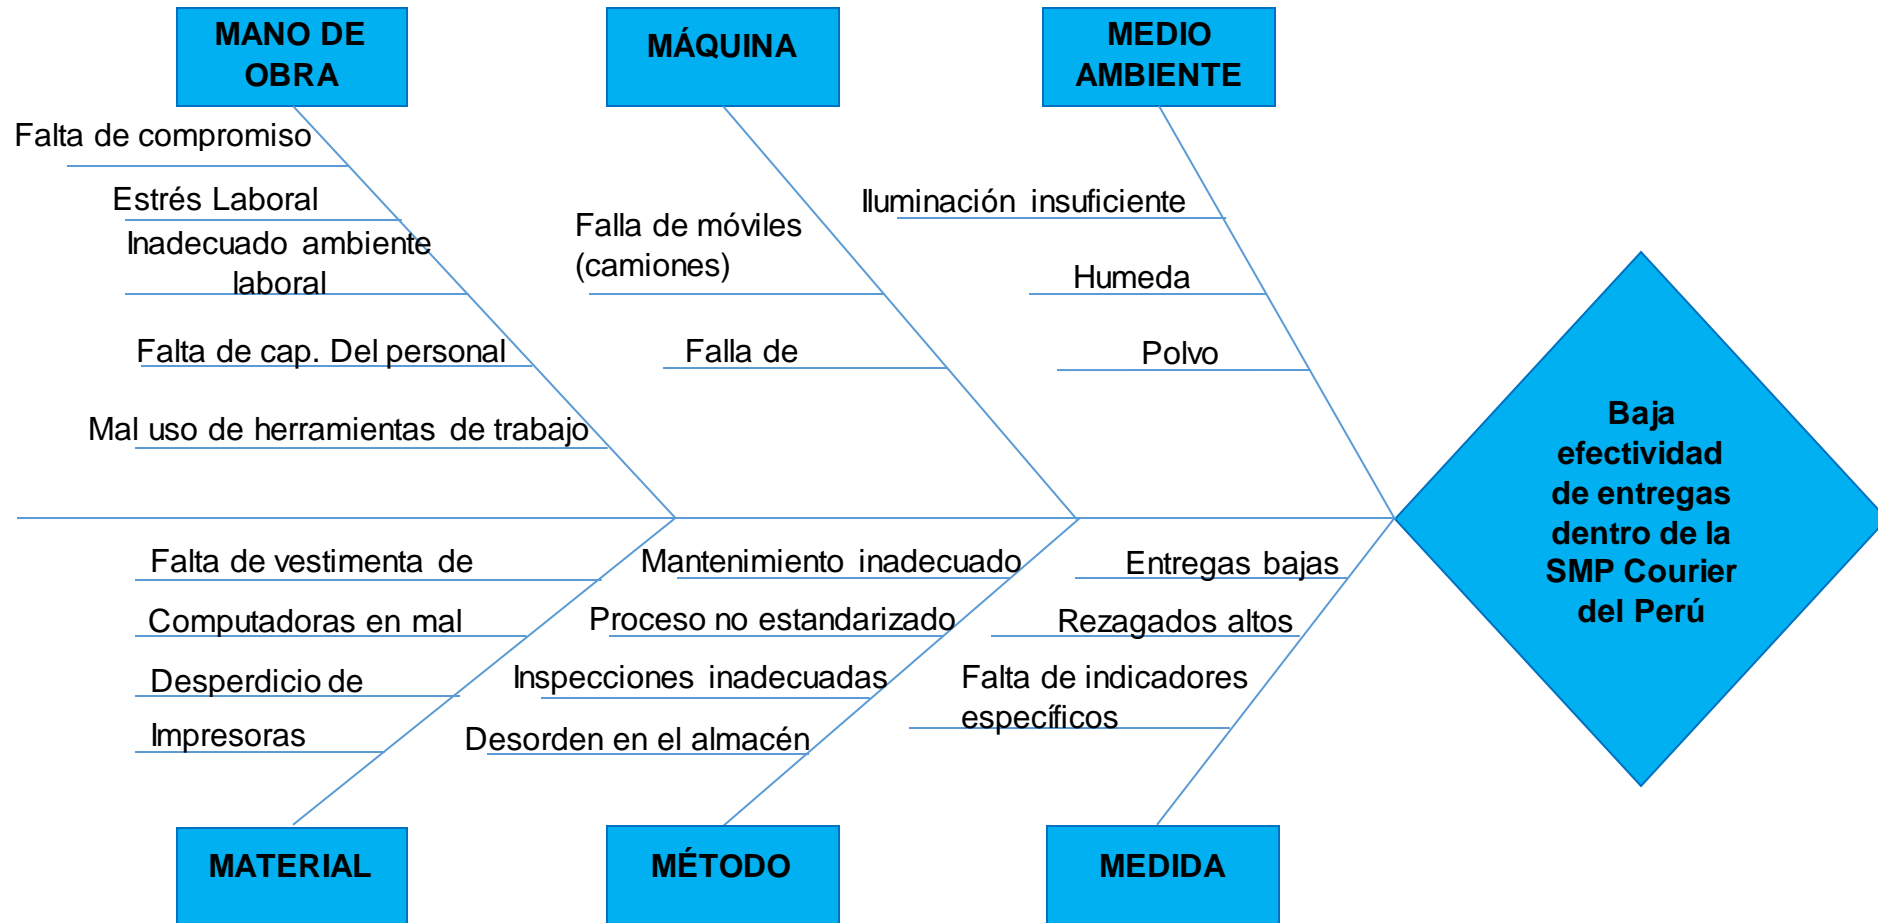 MANO DE
OBRA
MÁQUINA
MEDIO
AMBIENTE
Falta de compromiso
Estrés Laboral
Inadecuado ambiente
laboral
Falta de cap. Del personal
Mal uso de herramientas de trabajo
Falla de móviles
(camiones)
Falla de
Iluminación insuficiente
Humeda
Polvo
Baja
efectividad
de entregas
dentro de la
SMP Courier
del Perú
Falta de vestimenta de
Computadoras en mal
Desperdicio de
Impresoras
Mantenimiento inadecuado
Proceso no estandarizado
Inspecciones inadecuadas
Desorden en el almacén
Entregas bajas
Rezagados altos
Falta de indicadores
específicos
MATERIAL
MÉTODO
MEDIDA